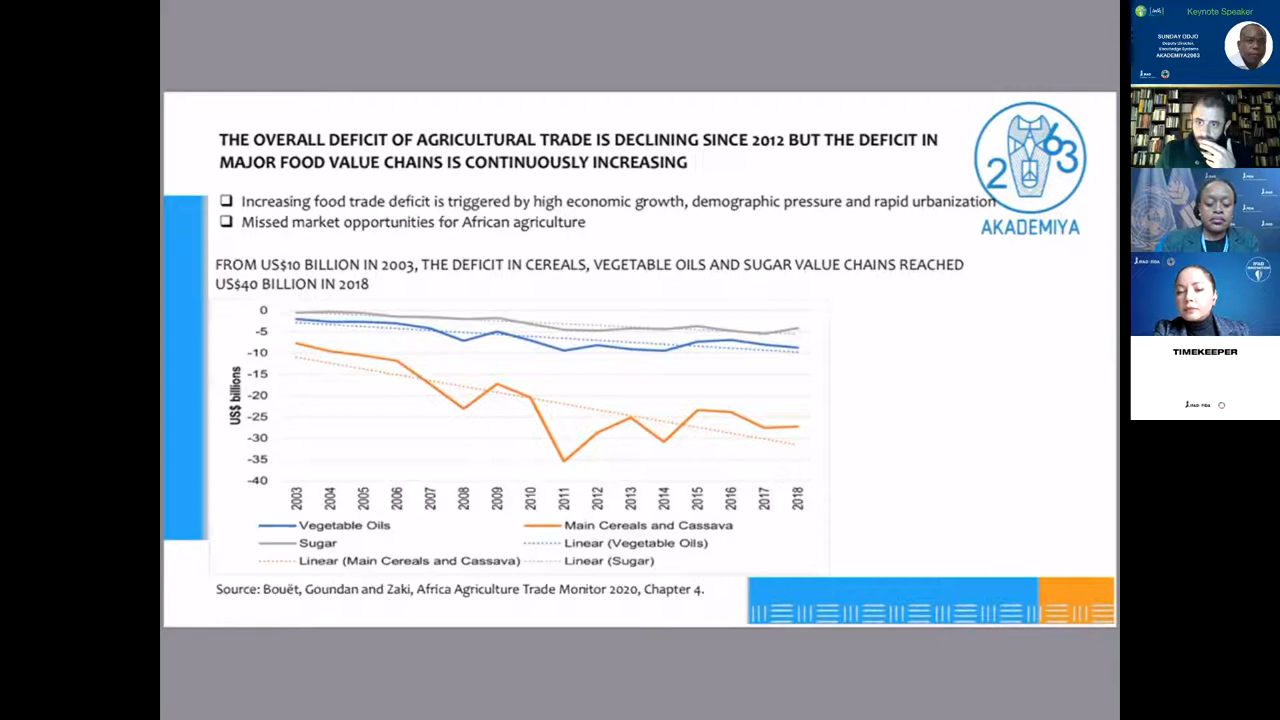 THE OVERALL DEFICIT OF AGRICULTURAL TRADE IS DECLINING SINCE 2012 BUT THE DEFICIT IN
MAJOR FOOD VALUE CHAINS IS CONTINUOUSLY INCREASING
Increasing food trade deficit is triggered by high economic growth, demographic pressure and rapid urbanization
Missed market opportunities for African agriculture
2 63
AKADEMIYA
FROM US$10 BILLION IN 2003, THE DEFICIT IN CEREALS, VEGETABLE OILS AND SUGAR VALUE CHAINS REACHED
US$40 BILLION IN 2018
US$ billions
0
-5
-10
-15
-20
-25
-30
-35
-40
2003 2004 2005 2006 2007 2008 2009 2010 2011 2012 2013 2014 2015 2016 2017 2018
Vegetable Oils Main Cereals and Cassava
Sugar Linear (Vegetable Oils)
Linear (Main Cereals and Cassava) Linear (Sugar)
Source: Bouët, Goundan and Zaki, Africa Agriculture Trade Monitor 2020, Chapter 4.
Keynote Speaker
SUNDAY ODJO
Deputy Director,
Knowledge Systems
AKADEMIYA2063
TIMEKEEPER